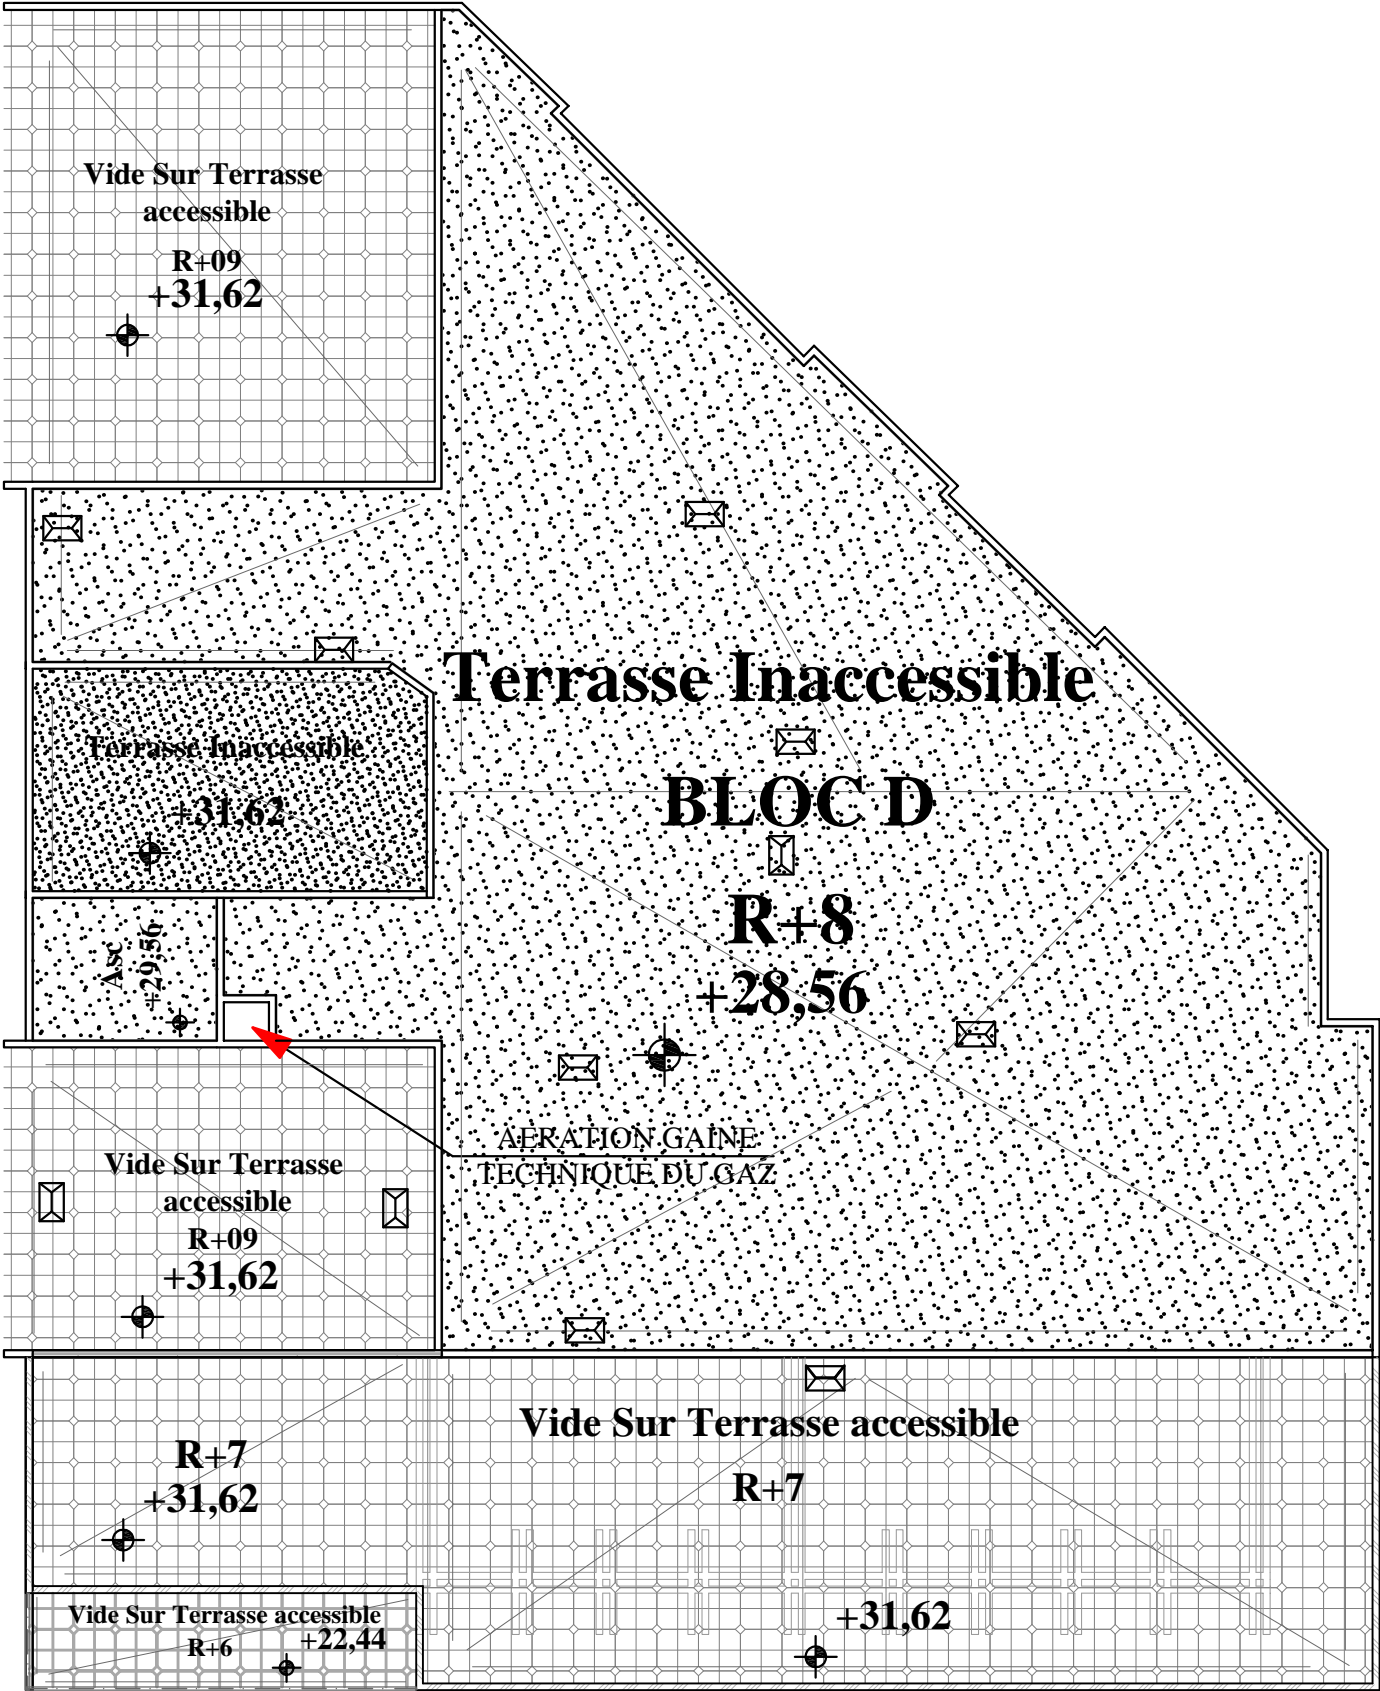 Vide Sur Terrasse
accessible
R+09
+31,62
Terrasse Inaccessible
BLOC D
R+8
+28,56
Terrasse Inaccessible
+31,62
Asc
+29,56
AERATION GAINE
TECHNIQUE DU GAZ
Vide Sur Terrasse
accessible
R+09
+31,62
R+7
+31,62
Vide Sur Terrasse accessible
R+7
+31,62
Vide Sur Terrasse accessible
R+6
+22,44